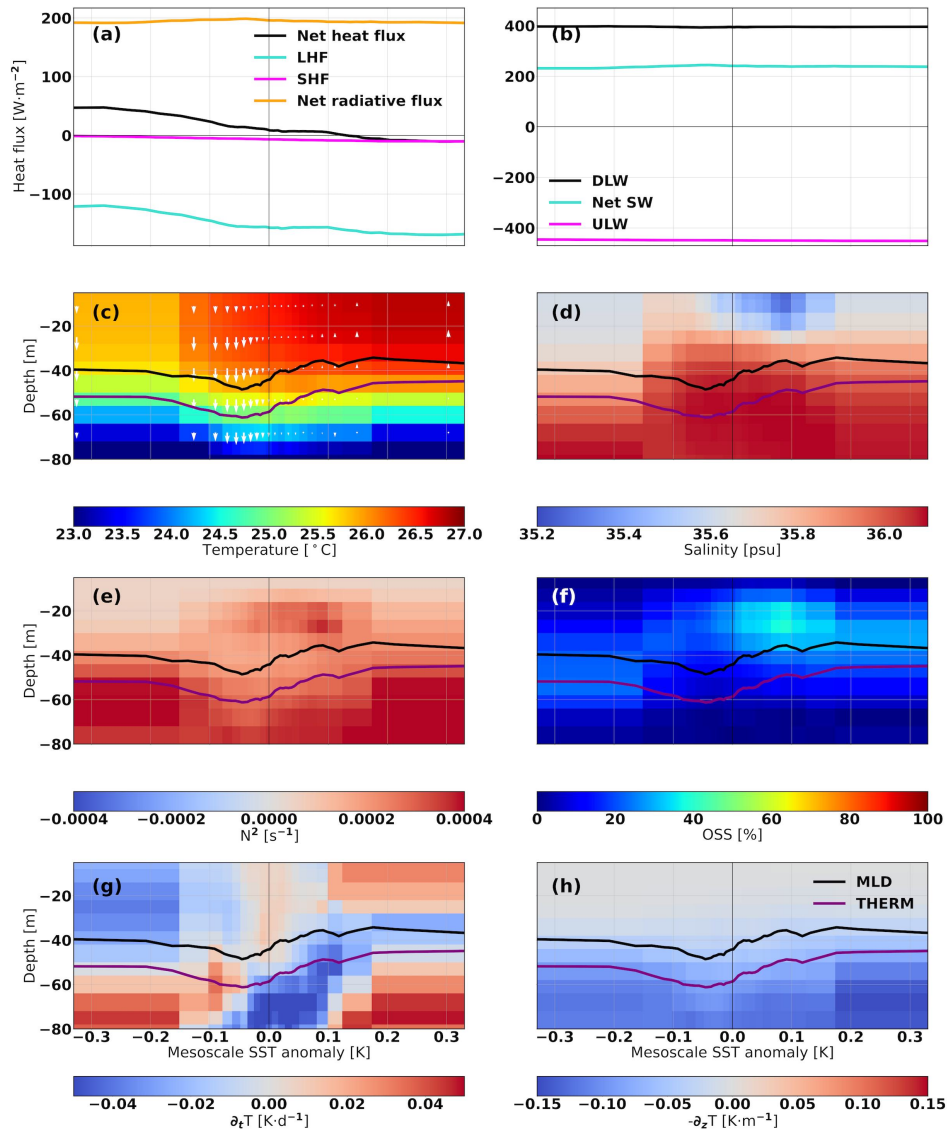 (a)
Net heat flux
LHF
SHF
Net radiative flux
200
100
0
−100
Heat flux [W·m⁻²]
(b)
DLW
Net SW
ULW
400
200
0
−200
−400
(c)
−20
−40
−60
−80
Depth [m]
23.0 23.5 24.0 24.5 25.0 25.5 26.0 26.5 27.0
Temperature [°C]
(d)
35.2 35.4 35.6 35.8 36.0
Salinity [psu]
(e)
−20
−40
−60
−80
Depth [m]
−0.0004 −0.0002 0.0000 0.0002 0.0004
N² [s⁻¹]
(f)
0 20 40 60 80 100
OSS [%]
(g)
−20
−40
−60
−80
Depth [m]
−0.3 −0.2 −0.1 0.0 0.1 0.2 0.3
Mesoscale SST anomaly [K]
−0.04 −0.02 0.00 0.02 0.04
∂ₜT [K·d⁻¹]
(h)
MLD
THERM
−0.3 −0.2 −0.1 0.0 0.1 0.2 0.3
Mesoscale SST anomaly [K]
−0.15 −0.10 −0.05 0.00 0.05 0.10 0.15
-∂zT [K·m⁻¹]